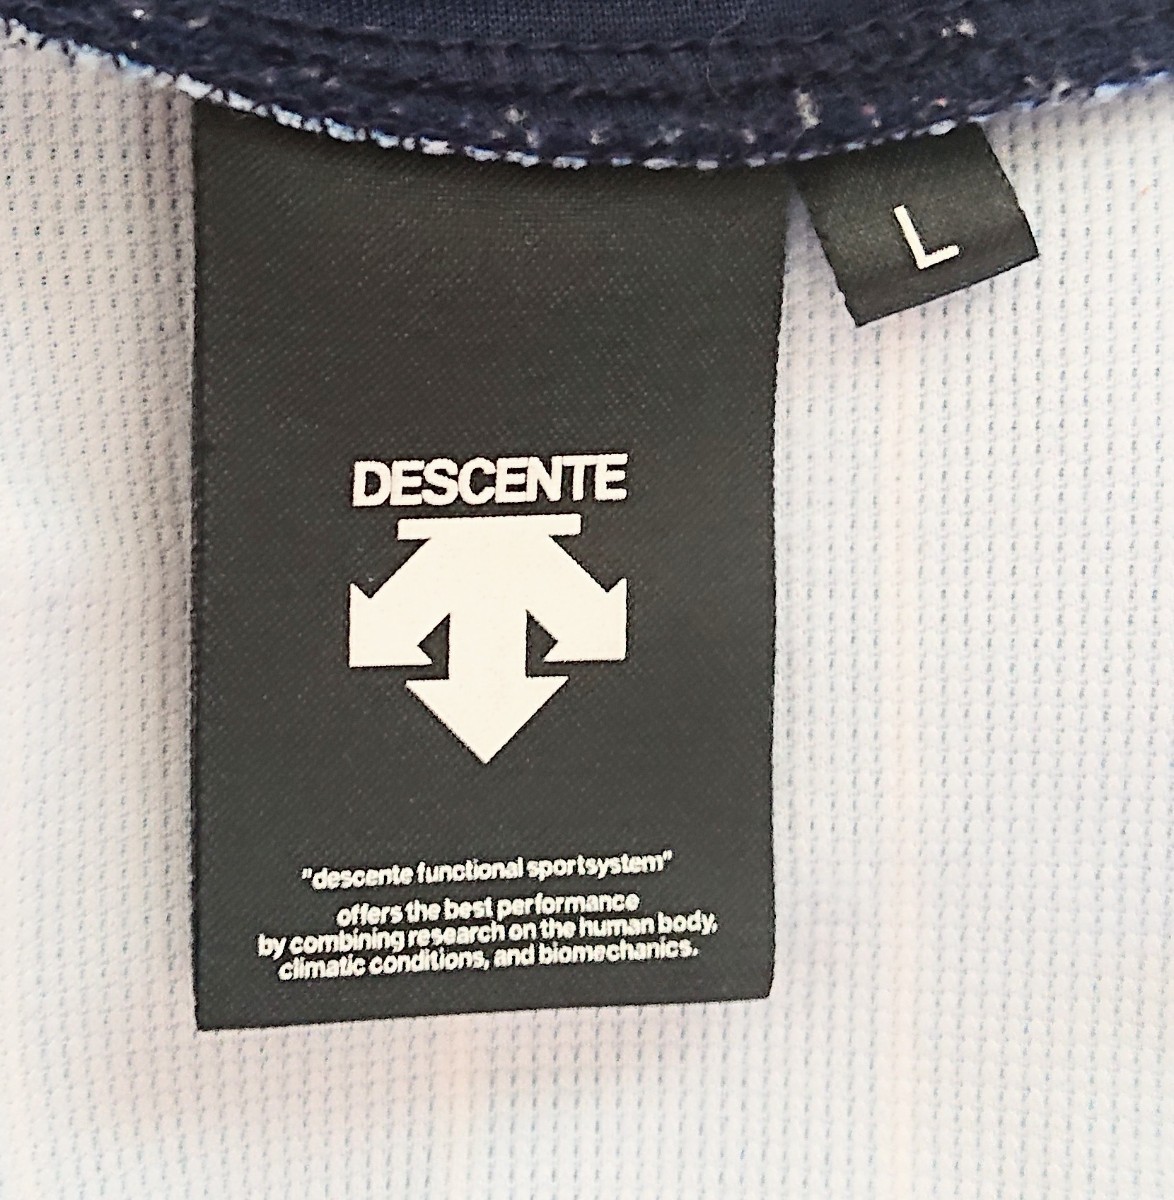 L
DESCENTE
"descente functional sportsystem"
offers the best performance
by combining research on the human body,
climatic conditions, and biomechanics.